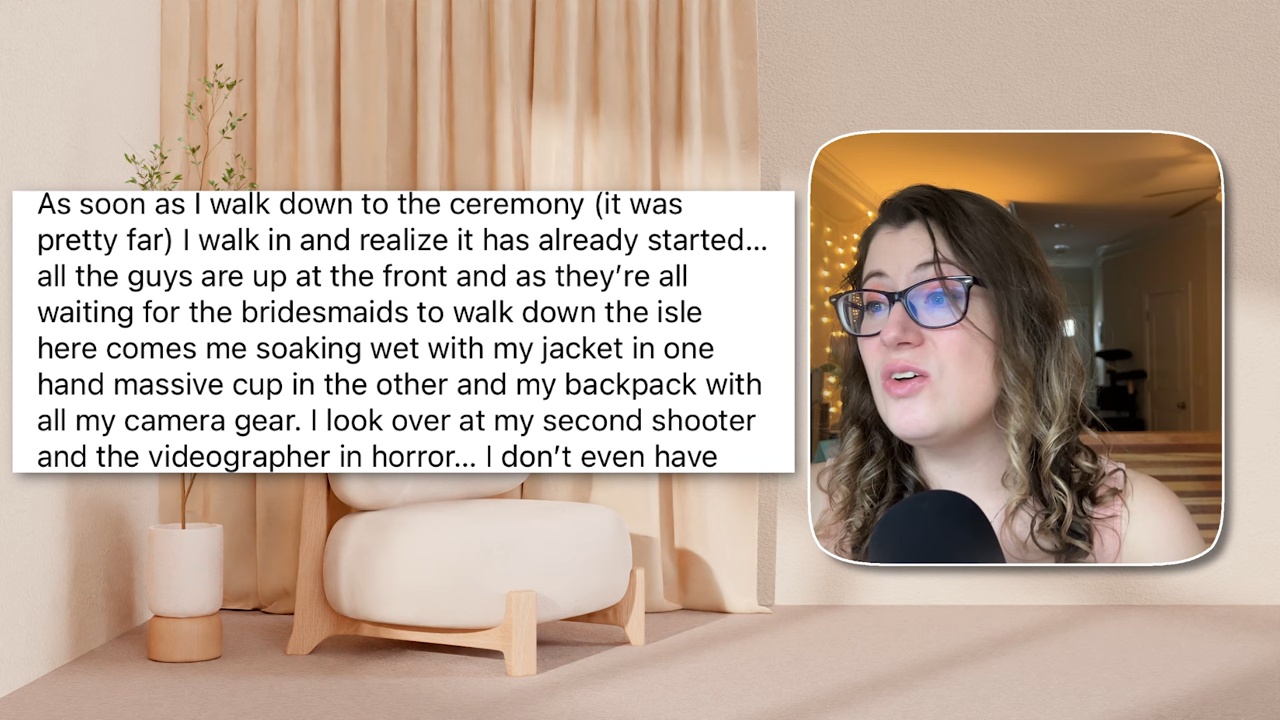 As soon as I walk down to the ceremony (it was
pretty far) I walk in and realize it has already started...
all the guys are up at the front and as they’re all
waiting for the bridesmaids to walk down the isle
here comes me soaking wet with my jacket in one
hand massive cup in the other and my backpack with
all my camera gear. I look over at my second shooter
and the videographer in horror... I don’t even have